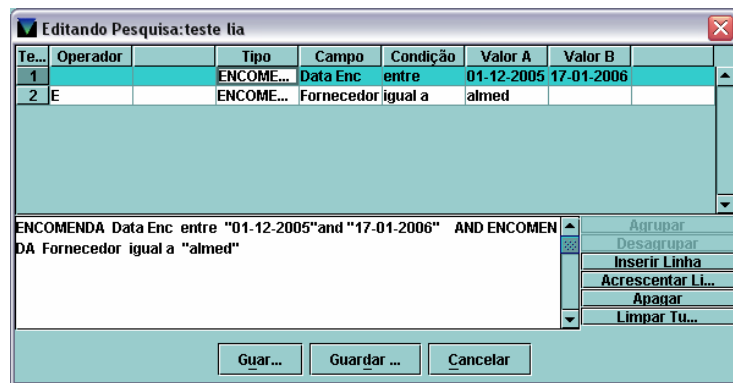 Editando Pesquisa:teste lia
Te... Operador Tipo Campo Condição Valor A Valor B
1 ENCOME... Data Enc entre 01-12-2005 17-01-2006
2 E ENCOME... Fornecedor igual a almed
ENCOMENDA Data Enc entre "01-12-2005"and "17-01-2006" AND ENCOMEN
DA Fornecedor igual a "almed"
Agrupar
Desagrupar
Inserir Linha
Acrescentar Li...
Apagar
Limpar Tu...
Guar... Guardar ... Cancelar